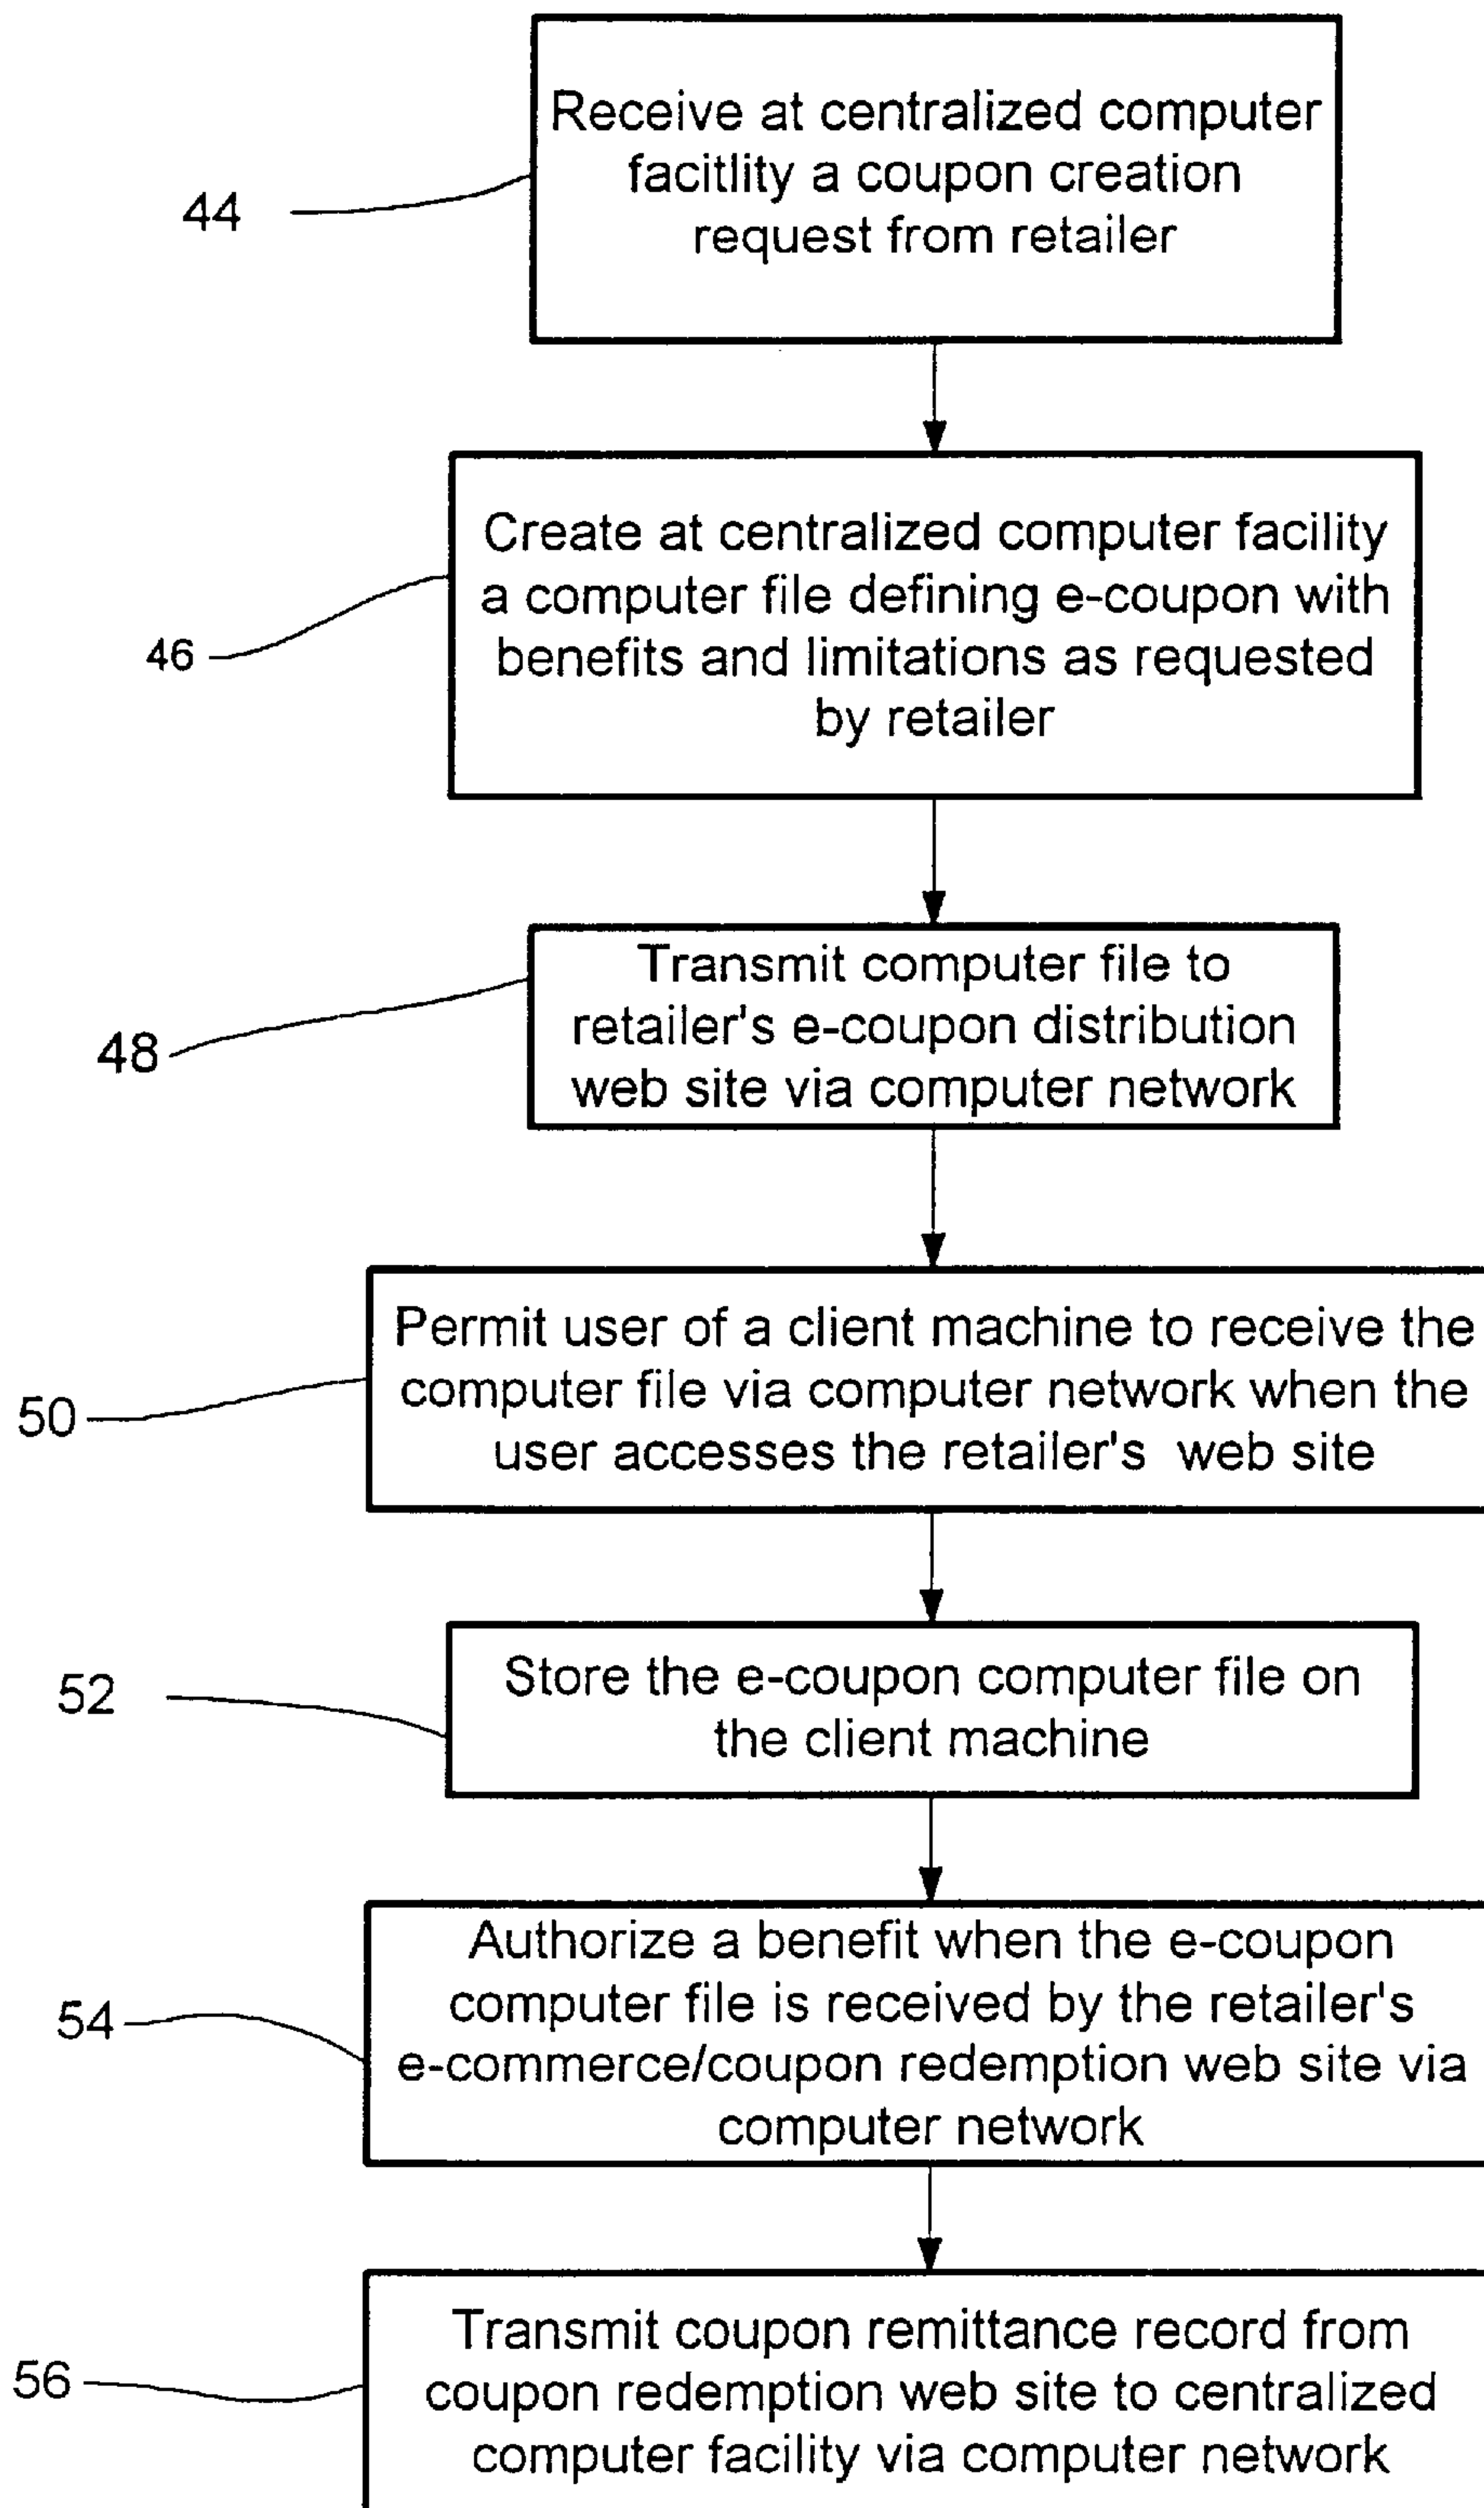 44
Receive at centralized computer
facitlity a coupon creation
request from retailer
46
Create at centralized computer facility
a computer file defining e-coupon with
benefits and limitations as requested
by retailer
48
Transmit computer file to
retailer's e-coupon distribution
web site via computer network
50
Permit user of a client machine to receive the
computer file via computer network when the
user accesses the retailer's web site
52
Store the e-coupon computer file on
the client machine
54
Authorize a benefit when the e-coupon
computer file is received by the retailer's
e-commerce/coupon redemption web site via
computer network
56
Transmit coupon remittance record from
coupon redemption web site to centralized
computer facility via computer network